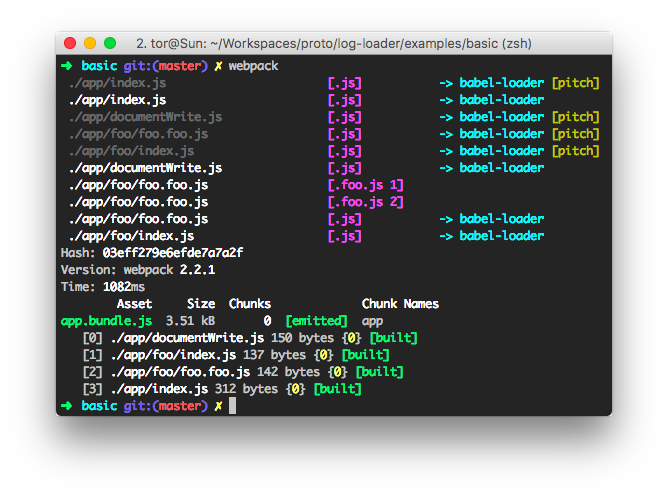 2. tor@Sun: ~/Workspaces/proto/log-loader/examples/basic (zsh)
➜ basic git:(master) ✗ webpack
./app/index.js [.js] -> babel-loader [pitch]
./app/index.js [.js] -> babel-loader
./app/documentWrite.js [.js] -> babel-loader [pitch]
./app/foo/foo.foo.js [.js] -> babel-loader [pitch]
./app/foo/index.js [.js] -> babel-loader [pitch]
./app/documentWrite.js [.js] -> babel-loader
./app/foo/foo.foo.js [.foo.js 1]
./app/foo/foo.foo.js [.foo.js 2]
./app/foo/foo.foo.js [.js] -> babel-loader
./app/foo/index.js [.js] -> babel-loader
Hash: 03eff279e6efde7a7a2f
Version: webpack 2.2.1
Time: 1082ms
Asset Size Chunks Chunk Names
app.bundle.js 3.51 kB 0 [emitted] app
[0] ./app/documentWrite.js 150 bytes {0} [built]
[1] ./app/foo/index.js 137 bytes {0} [built]
[2] ./app/foo/foo.foo.js 142 bytes {0} [built]
[3] ./app/index.js 312 bytes {0} [built]
➜ basic git:(master) ✗